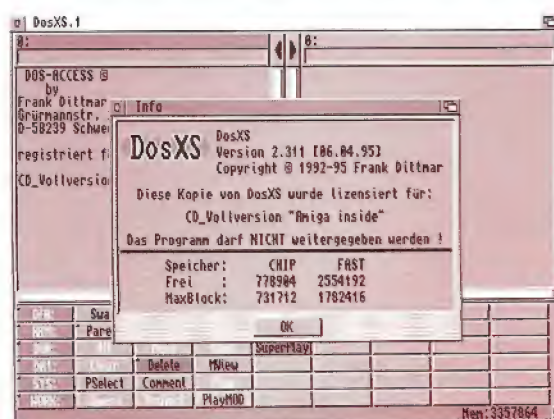 DosXS.1
0:
0:
DOS-ACCESS ©
by
Frank Dittmar
Grürmannstr.
D-58239 Schwe
registriert f
CD_Vollversio
Info
DosXS
DosXS
Version 2.311 [06.04.95]
Copyright © 1992-95 Frank Dittmar
Diese Kopie von DosXS wurde lizensiert für:
CD_Vollversion "Amiga inside"
Das Programm darf NICHT weitergegeben werden !
Speicher: CHIP FAST
Frei : 778904 2554192
MaxBlock: 731712 1782416
OK
Swa
Pare
SuperPlay
Delete MView
PSelect Comment
PlayMOD
Mem:3357864